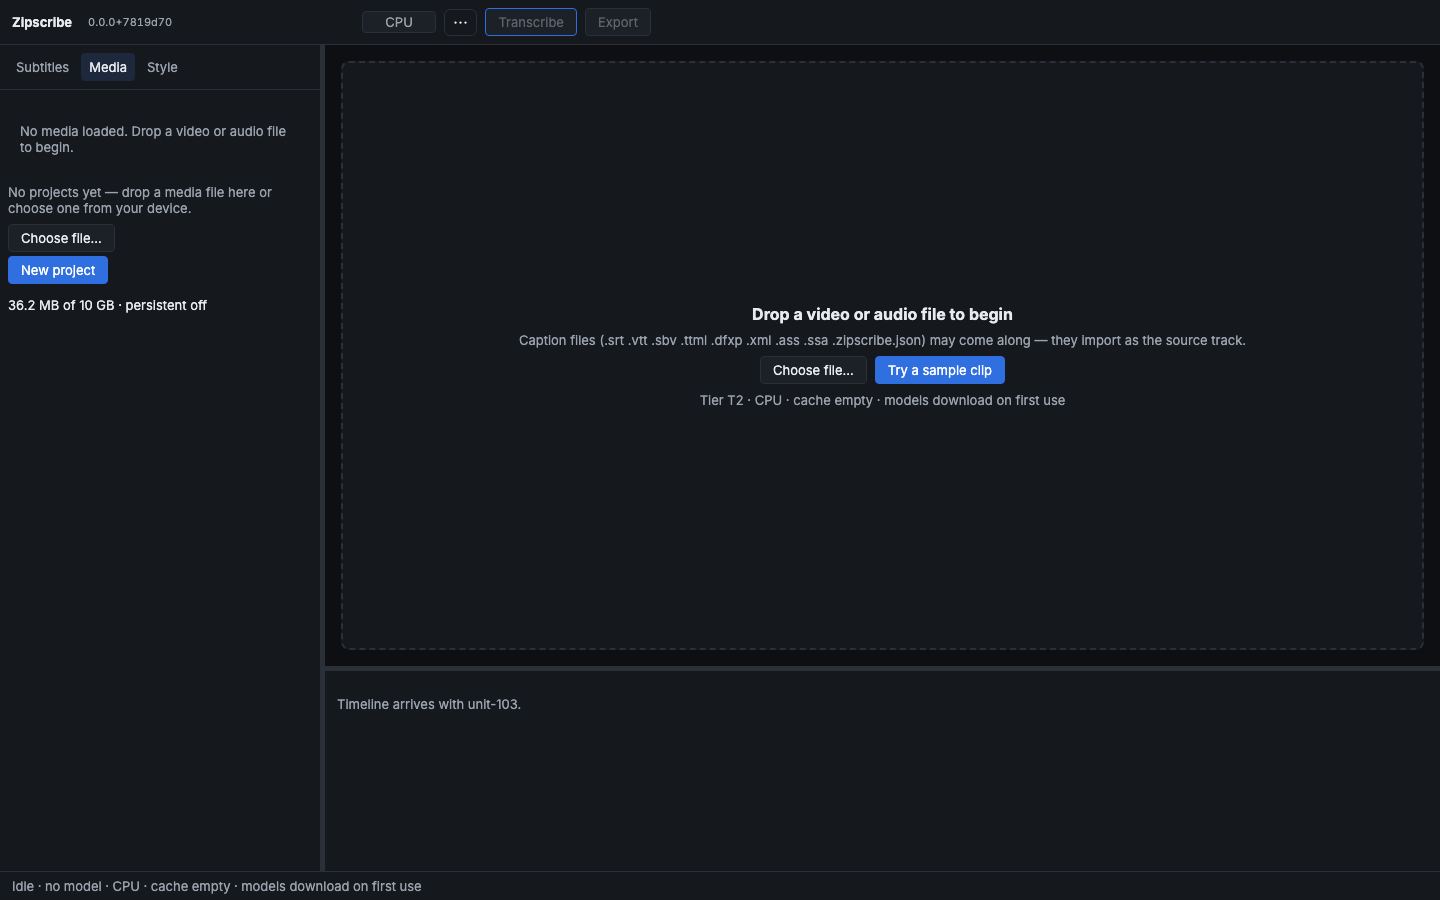 Zipscribe 0.0.0+7819d70 CPU ··· Transcribe Export
Subtitles Media Style
No media loaded. Drop a video or audio file
to begin.
No projects yet — drop a media file here or
choose one from your device.
Choose file...
New project
36.2 MB of 10 GB · persistent off
Drop a video or audio file to begin
Caption files (.srt .vtt .sbv .ttml .dfxp .xml .ass .ssa .zipscribe.json) may come along — they import as the source track.
Choose file... Try a sample clip
Tier T2 · CPU · cache empty · models download on first use
Timeline arrives with unit-103.
Idle · no model · CPU · cache empty · models download on first use